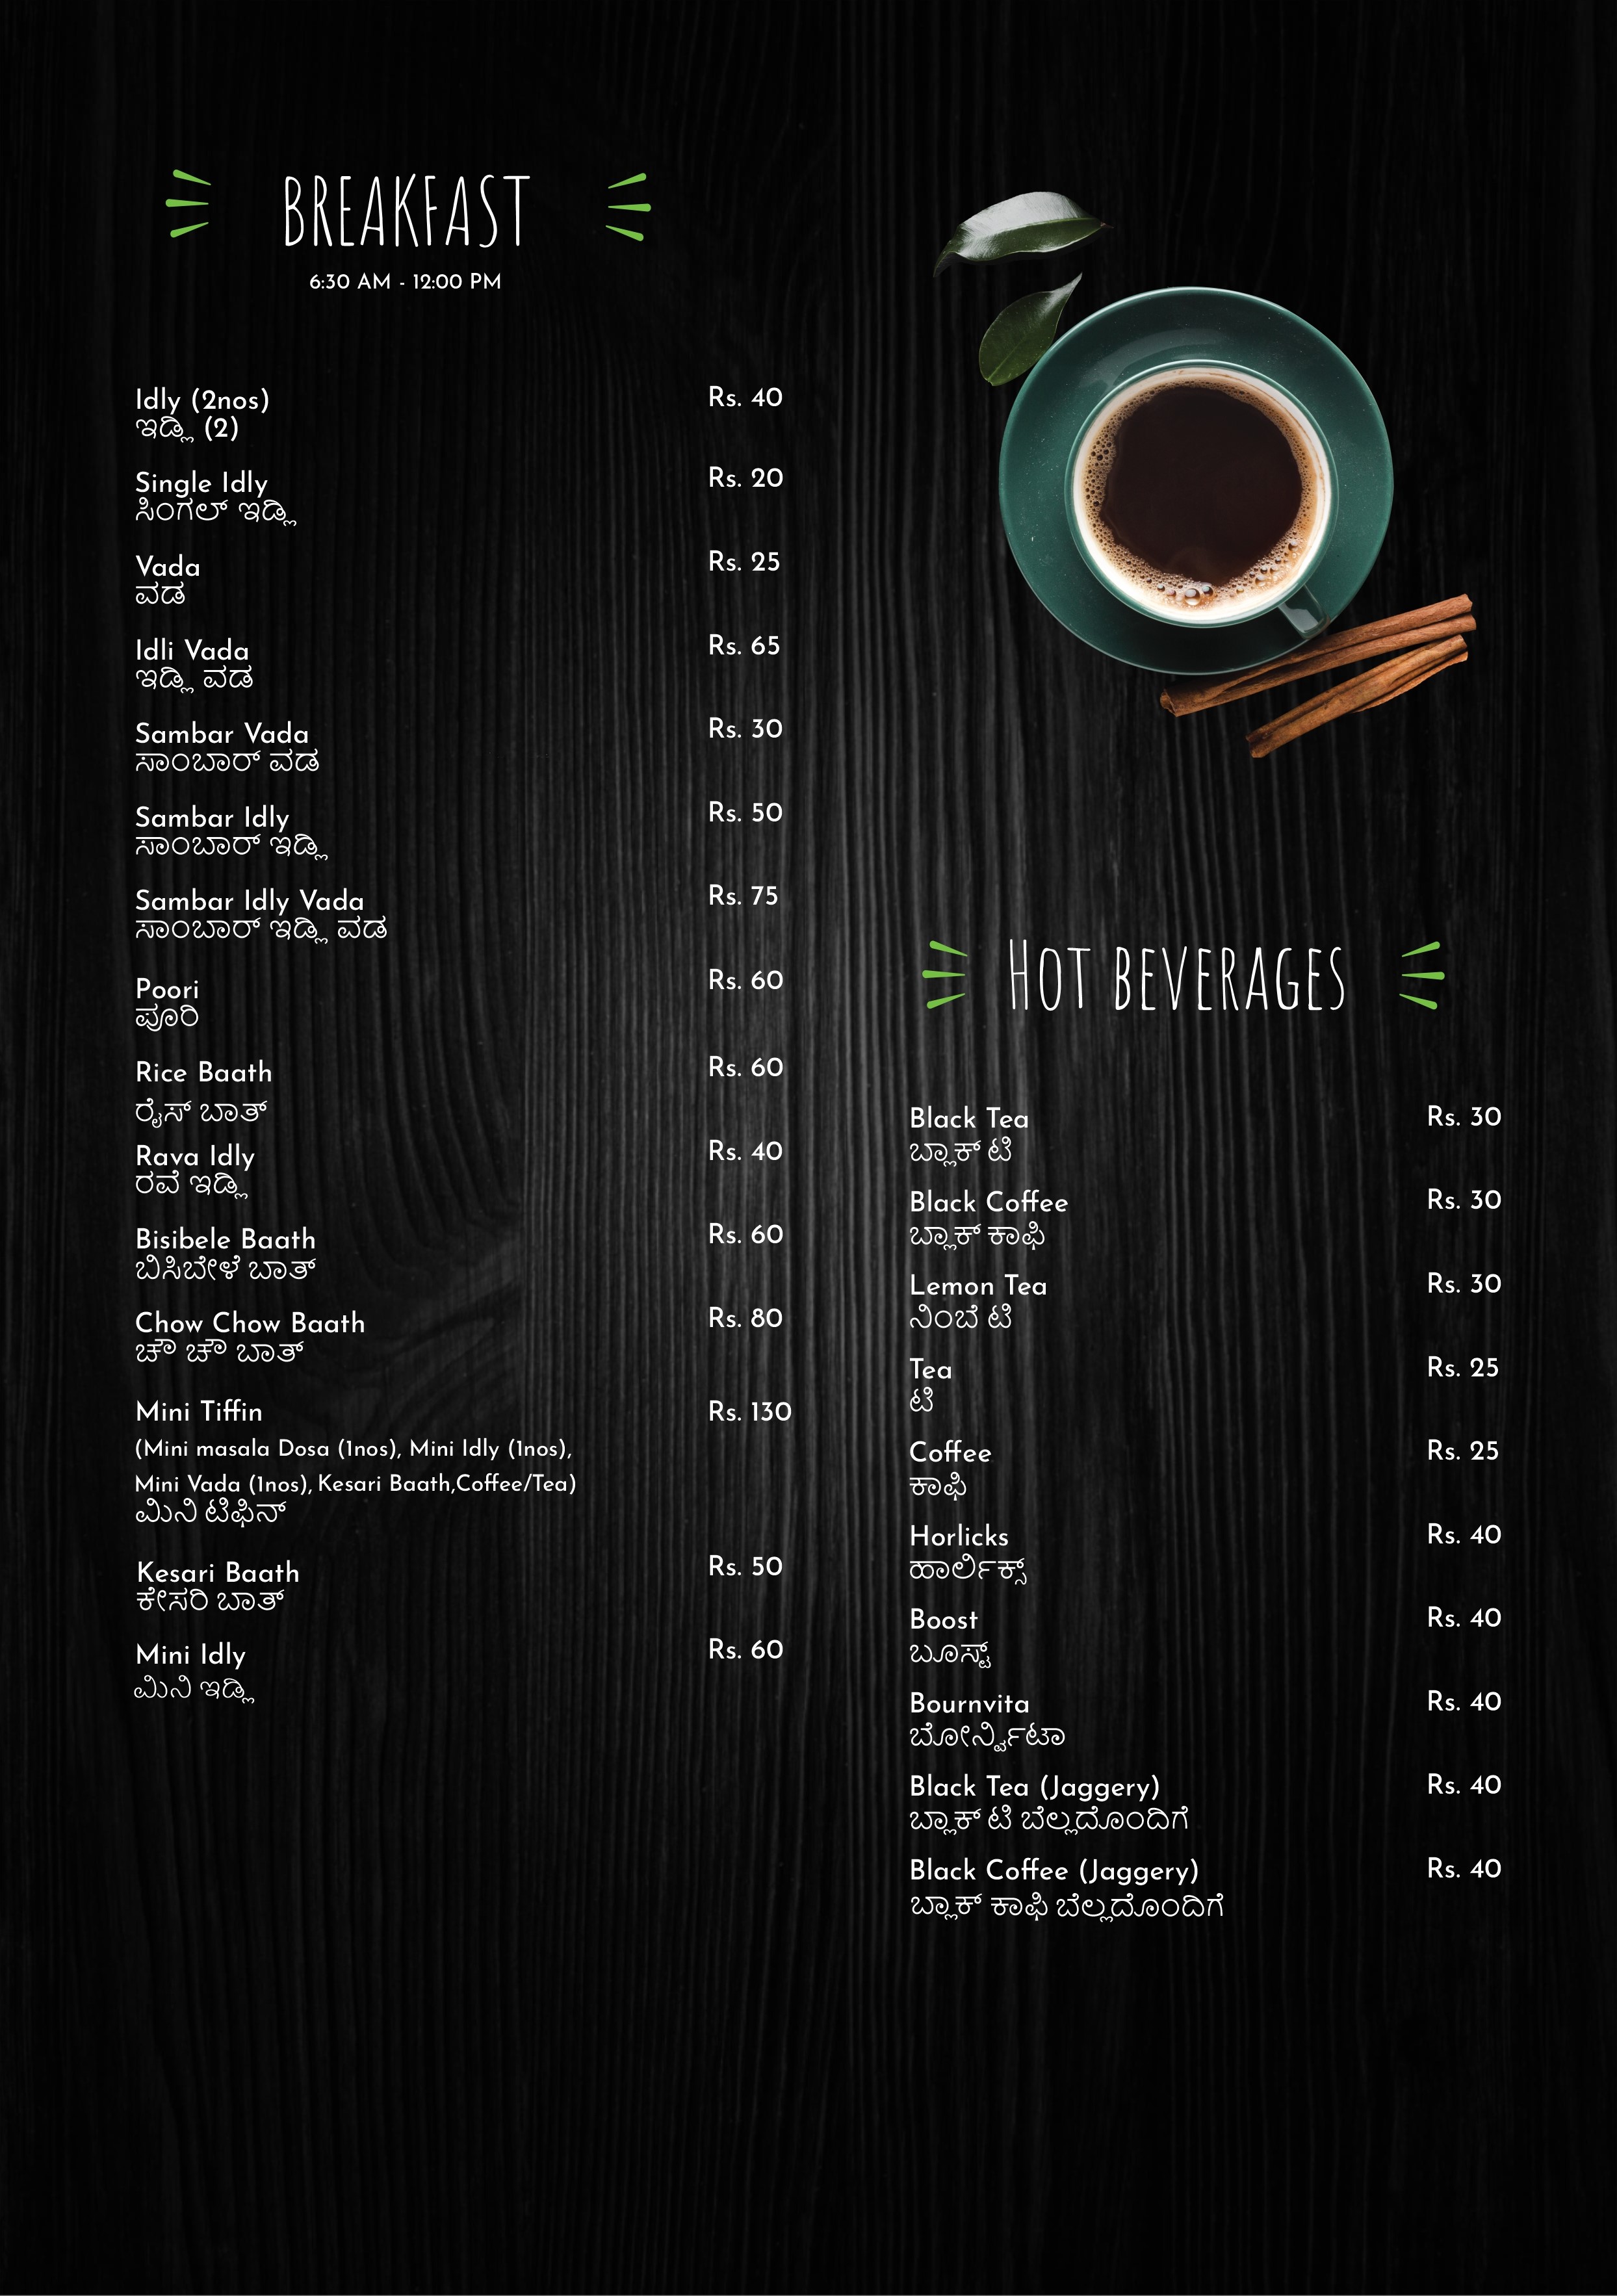 BREAKFAST
6:30 AM - 12:00 PM
Idly (2nos) Rs. 40
ಇಡ್ಲಿ (2)
Single Idly Rs. 20
ಸಿಂಗಲ್ ಇಡ್ಲಿ
Vada Rs. 25
ವಡ
Idli Vada Rs. 65
ಇಡ್ಲಿ ವಡ
Sambar Vada Rs. 30
ಸಾಂಬಾರ್ ವಡ
Sambar Idly Rs. 50
ಸಾಂಬಾರ್ ಇಡ್ಲಿ
Sambar Idly Vada Rs. 75
ಸಾಂಬಾರ್ ಇಡ್ಲಿ ವಡ
Poori Rs. 60
ಪೂರಿ
Rice Baath Rs. 60
ರೈಸ್ ಬಾತ್
Rava Idly Rs. 40
ರವೆ ಇಡ್ಲಿ
Bisibele Baath Rs. 60
ಬಿಸಿಬೇಳೆ ಬಾತ್
Chow Chow Baath Rs. 80
ಚೌ ಚೌ ಬಾತ್
Mini Tiffin Rs. 130
(Mini masala Dosa (1nos), Mini Idly (1nos),
Mini Vada (1nos), Kesari Baath,Coffee/Tea)
ಮಿನಿ ಟಿಫಿನ್
Kesari Baath Rs. 50
ಕೇಸರಿ ಬಾತ್
Mini Idly Rs. 60
ಮಿನಿ ಇಡ್ಲಿ
HOT BEVERAGES
Black Tea Rs. 30
ಬ್ಲಾಕ್ ಟಿ
Black Coffee Rs. 30
ಬ್ಲಾಕ್ ಕಾಫಿ
Lemon Tea Rs. 30
ನಿಂಬೆ ಟಿ
Tea Rs. 25
ಟಿ
Coffee Rs. 25
ಕಾಫಿ
Horlicks Rs. 40
ಹಾರ್ಲಿಕ್ಸ್
Boost Rs. 40
ಬೂಸ್ಟ್
Bournvita Rs. 40
ಬೋರ್ನ್ವಿಟಾ
Black Tea (Jaggery) Rs. 40
ಬ್ಲಾಕ್ ಟಿ ಬೆಲ್ಲದೊಂದಿಗೆ
Black Coffee (Jaggery) Rs. 40
ಬ್ಲಾಕ್ ಕಾಫಿ ಬೆಲ್ಲದೊಂದಿಗೆ